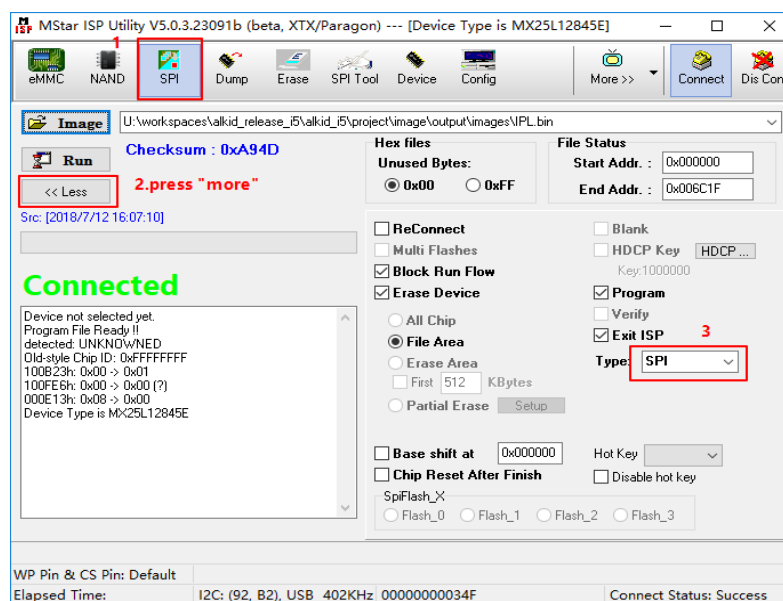 MStar ISP Utility V5.0.3.23091b (beta, XTX/Paragon) --- [Device Type is MX25L12845E]
1
eMMC NAND SPI Dump Erase SPI Tool Device Config More >> Connect Dis Con
Image U:\workspaces\alkid_release_i5\alkid_i5\project\image\output\images\IPL.bin
Run
Checksum : 0xA94D
<< Less
2.press "more"
Hex files
Unused Bytes:
0x00 0xFF
File Status
Start Addr. : 0x000000
End Addr. : 0x006C1F
Src: [2018/7/12 16:07:10]
Connected
Device not selected yet.
Program File Ready !!
detected: UNKNOWNED
Old-style Chip ID: 0xFFFFFFFF
100B23h: 0x00 -> 0x01
100FE6h: 0x00 -> 0x00 (?)
000E13h: 0x08 -> 0x00
Device Type is MX25L12845E
ReConnect
Multi Flashes
Block Run Flow
Erase Device
All Chip
File Area
Erase Area
First 512 KBytes
Partial Erase Setup
Blank
HDCP Key HDCP ...
Key:1000000
Program
Verify
Exit ISP
3
Type: SPI
Base shift at 0x000000
Chip Reset After Finish
Hot Key
Disable hot key
SpiFlash_X
Flash_0 Flash_1 Flash_2 Flash_3
WP Pin & CS Pin: Default
Elapsed Time: I2C: (92, B2), USB 402KHz 00000000034F Connect Status: Success